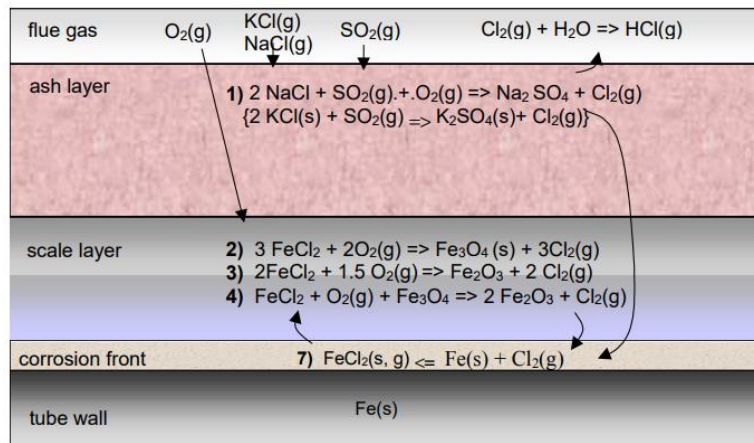 flue gas O₂(g) KCl(g) SO₂(g) Cl₂(g) + H₂O => HCl(g)
NaCl(g)
ash layer
1) 2 NaCl + SO₂(g).+.O₂(g) => Na₂ SO₄ + Cl₂(g)
{2 KCl(s) + SO₂(g) => K₂SO₄(s)+ Cl₂(g)}
scale layer
2) 3 FeCl₂ + 2O₂(g) => Fe₃O₄ (s) + 3Cl₂(g)
3) 2FeCl₂ + 1.5 O₂(g) => Fe₂O₃ + 2 Cl₂(g)
4) FeCl₂ + O₂(g) + Fe₃O₄ => 2 Fe₂O₃ + Cl₂(g)
corrosion front 7) FeCl₂(s, g) <= Fe(s) + Cl₂(g)
tube wall Fe(s)